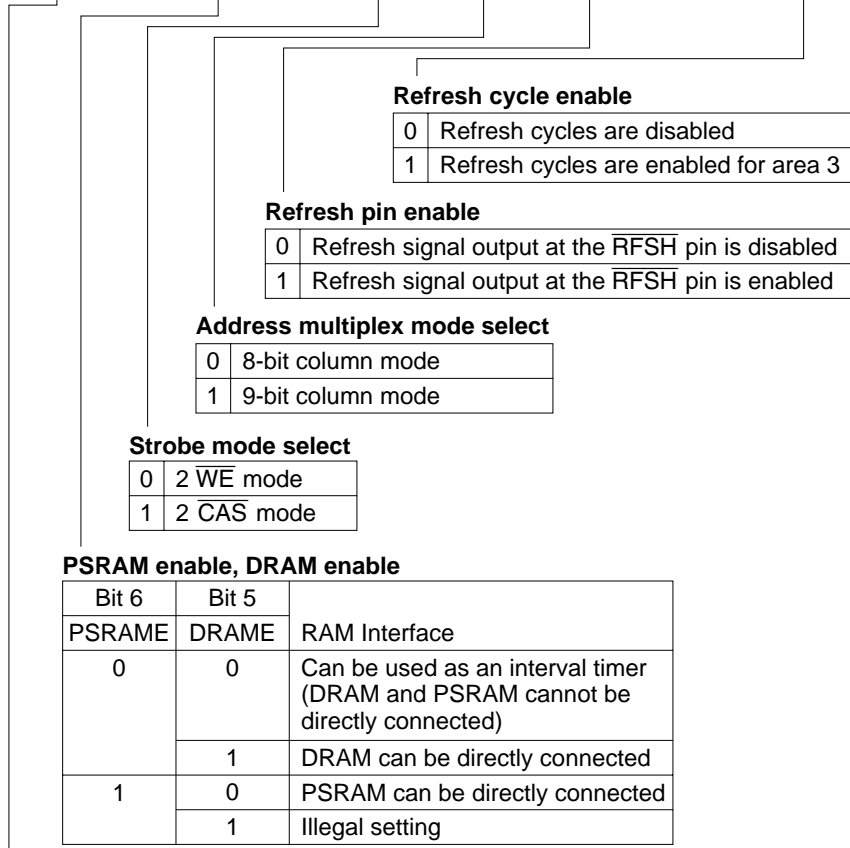 Refresh cycle enable
0 Refresh cycles are disabled
1 Refresh cycles are enabled for area 3
Refresh pin enable
0 Refresh signal output at the R̅F̅S̅H̅ pin is disabled
1 Refresh signal output at the R̅F̅S̅H̅ pin is enabled
Address multiplex mode select
0 8-bit column mode
1 9-bit column mode
Strobe mode select
0 2 W̅E̅ mode
1 2 C̅A̅S̅ mode
PSRAM enable, DRAM enable
Bit 6 Bit 5
PSRAME DRAME RAM Interface
0 0 Can be used as an interval timer
(DRAM and PSRAM cannot be
directly connected)
1 DRAM can be directly connected
1 0 PSRAM can be directly connected
1 Illegal setting